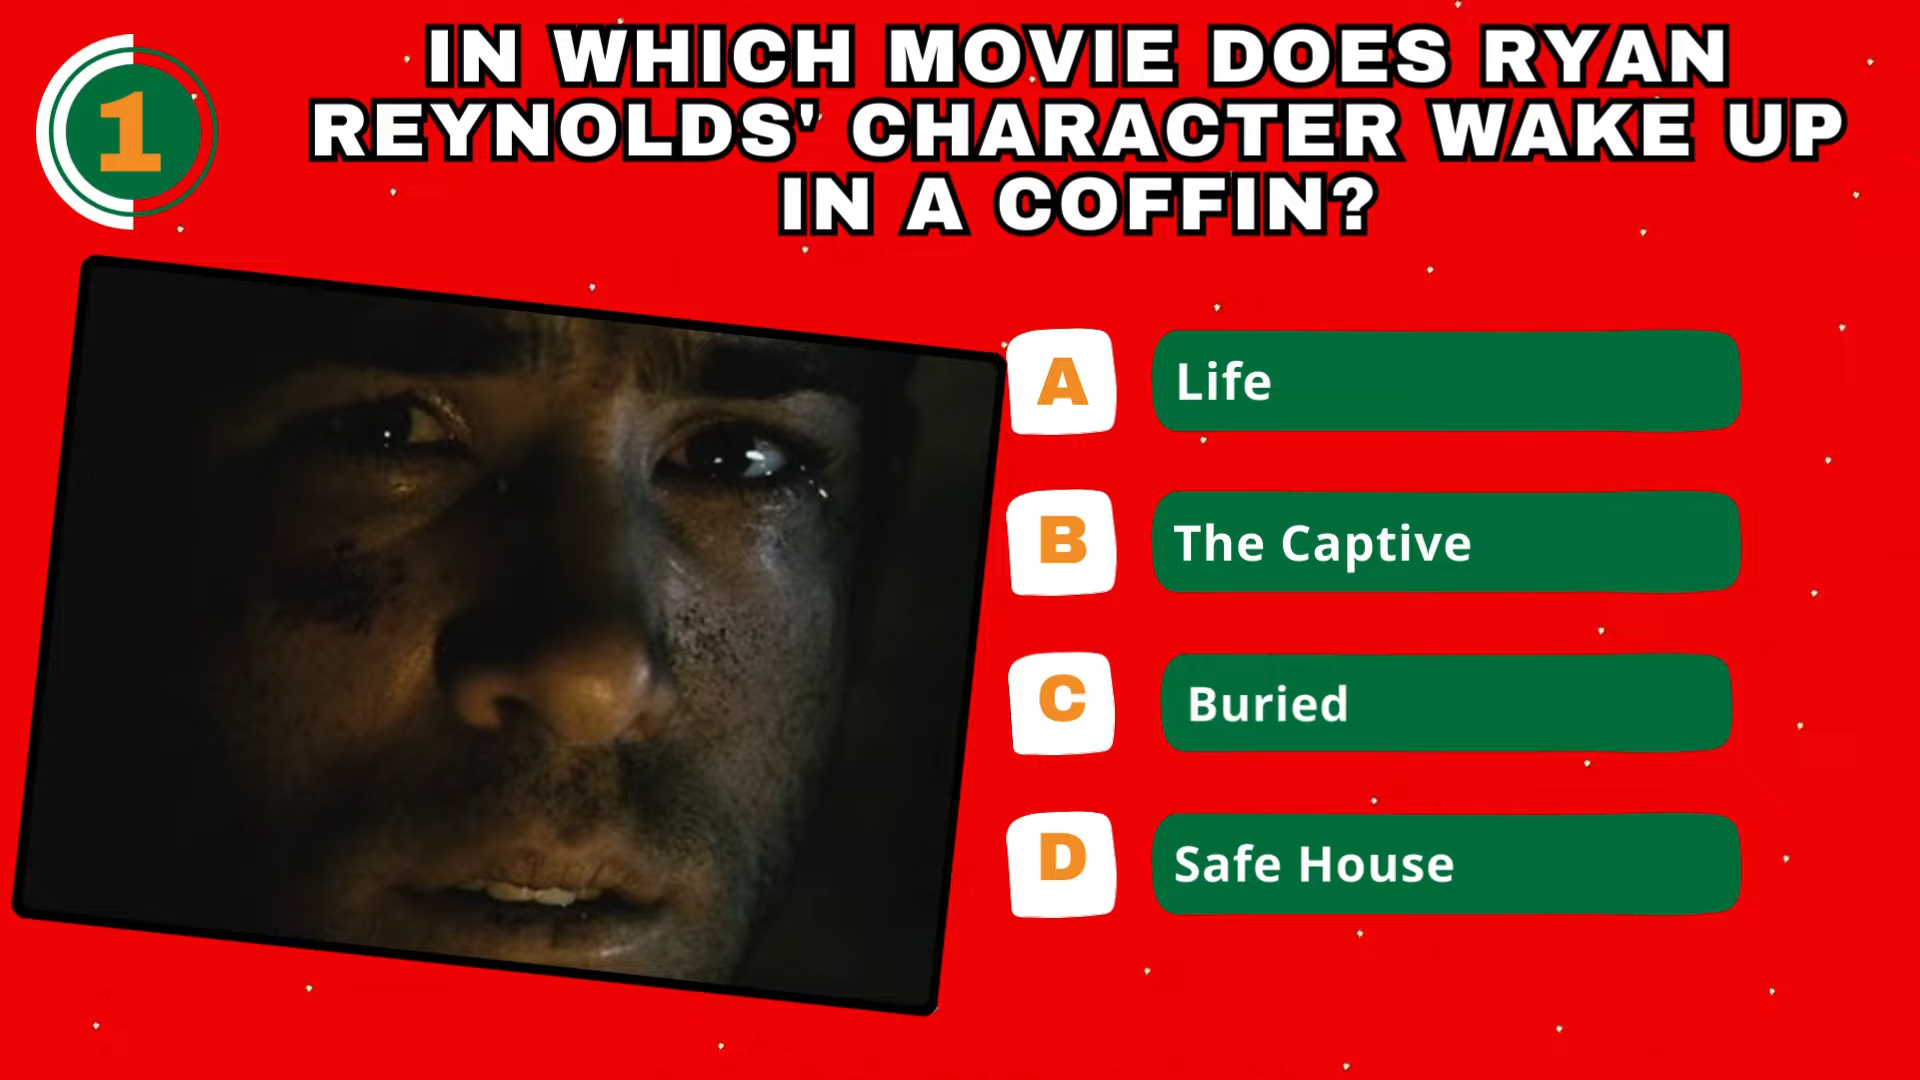 1
IN WHICH MOVIE DOES RYAN
REYNOLDS' CHARACTER WAKE UP
IN A COFFIN?
A Life
B The Captive
C Buried
D Safe House